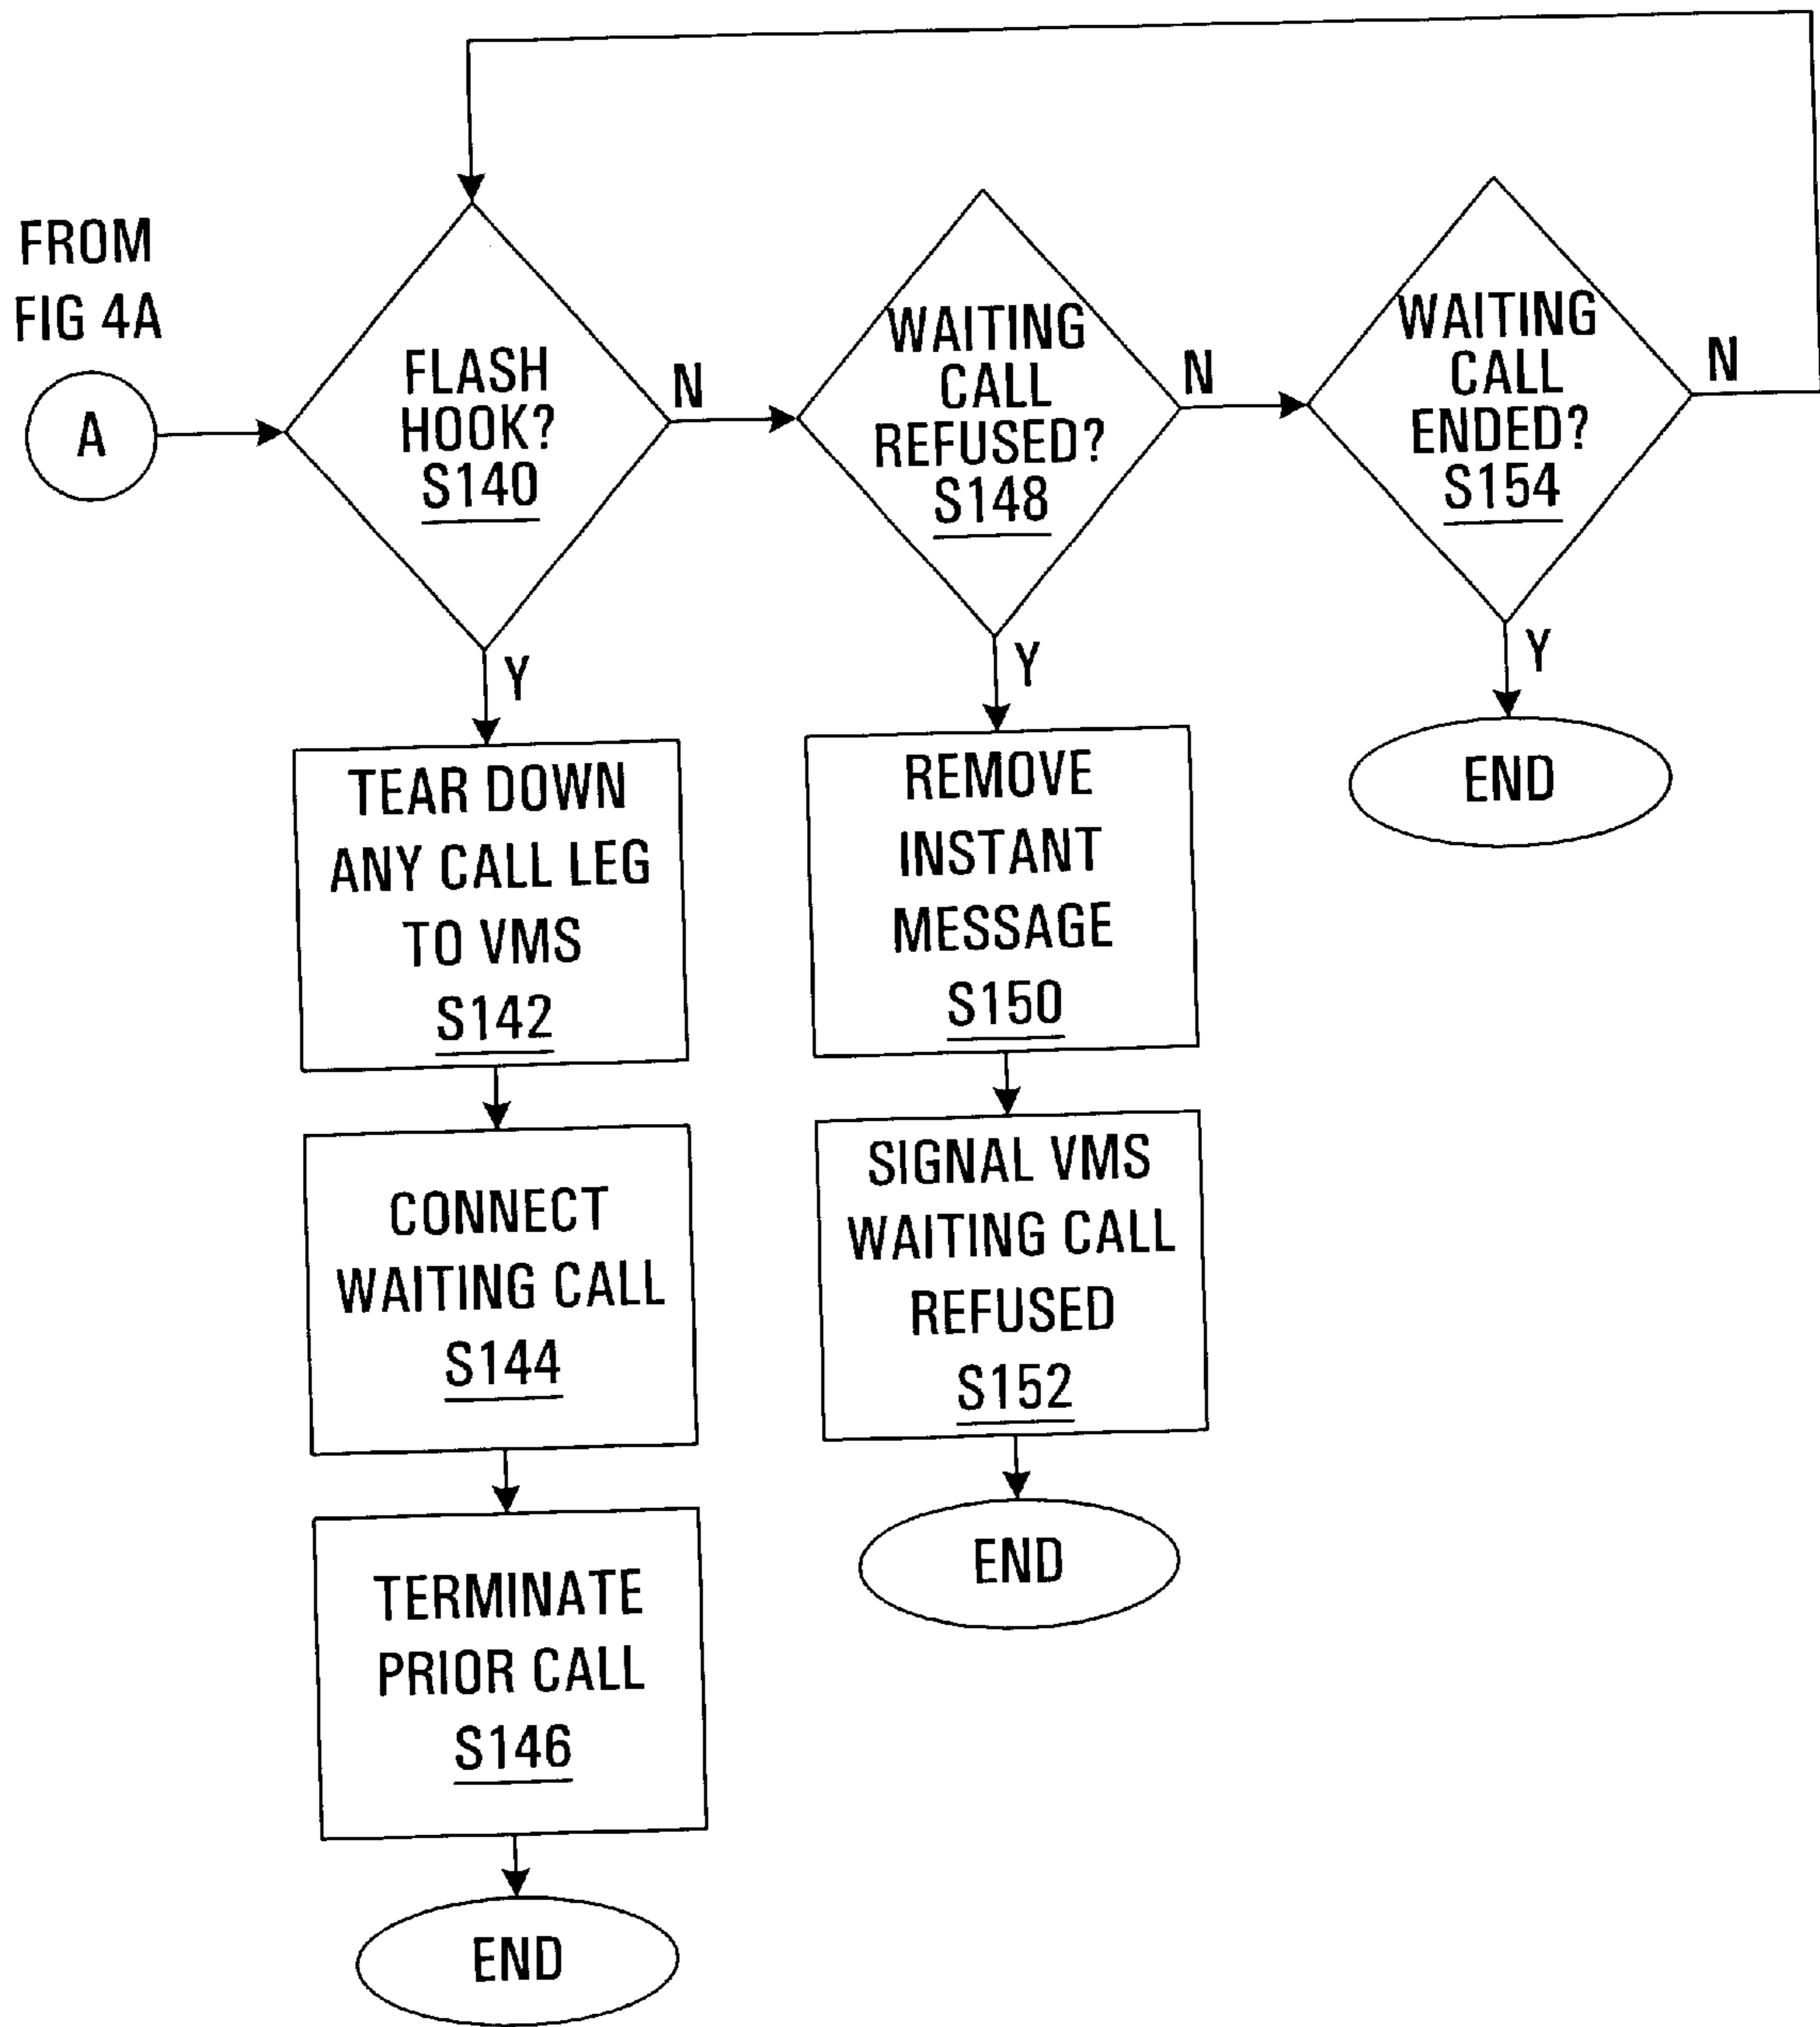 FROM
FIG 4A
A
FLASH
HOOK?
S140
N
Y
WAITING
CALL
REFUSED?
S148
N
Y
WAITING
CALL
ENDED?
S154
N
Y
TEAR DOWN
ANY CALL LEG
TO VMS
S142
REMOVE
INSTANT
MESSAGE
S150
END
CONNECT
WAITING CALL
S144
SIGNAL VMS
WAITING CALL
REFUSED
S152
TERMINATE
PRIOR CALL
S146
END
END